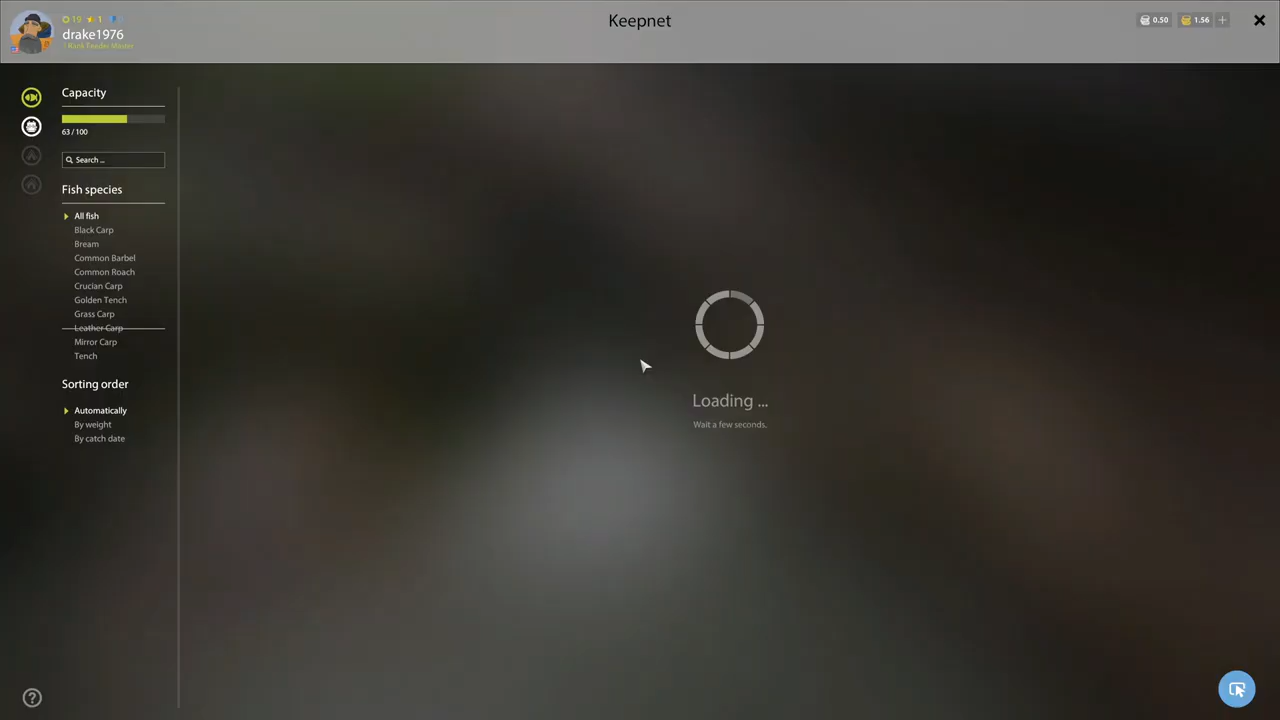 19 1
Keepnet
0.50 1.56 +
drake1976
Capacity
63 / 100
Search ...
Fish species
All fish
Black Carp
Bream
Common Barbel
Common Roach
Crucian Carp
Golden Tench
Grass Carp
Leather Carp
Mirror Carp
Tench
Loading ...
Wait a few seconds.
Sorting order
Automatically
By weight
By catch date
?